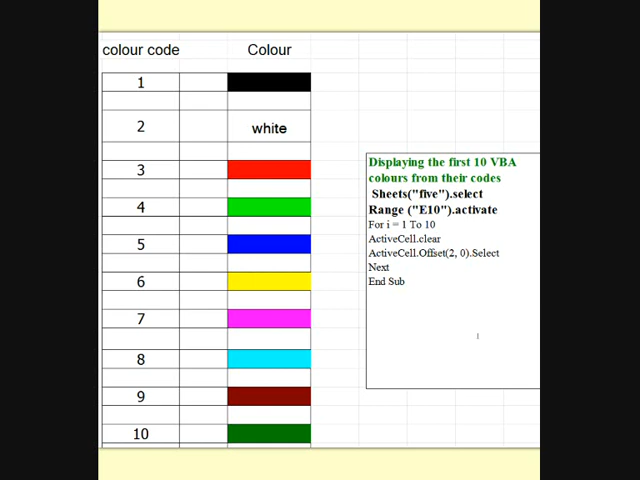 colour code Colour
1
2 white
3
4
5
6
7
8
9
10
Displaying the first 10 VBA
colours from their codes
Sheets("five").select
Range ("E10").activate
For i = 1 To 10
ActiveCell.clear
ActiveCell.Offset(2, 0).Select
Next
End Sub